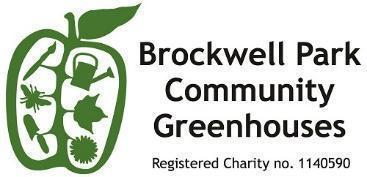 Brockwell Park
Community
Greenhouses
Registered Charity no. 1140590